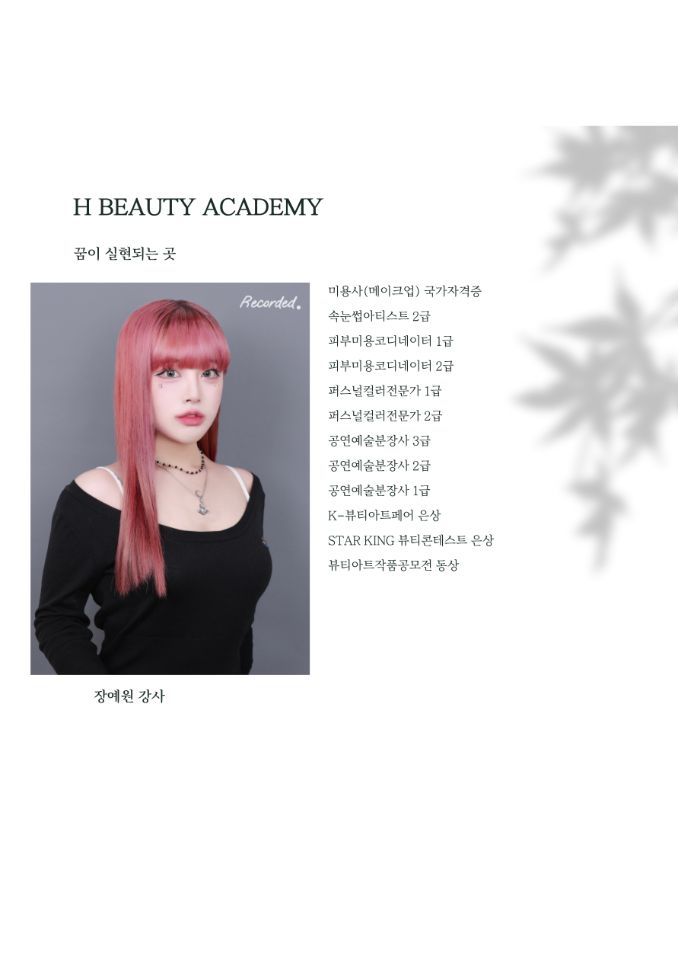 H BEAUTY ACADEMY
꿈이 실현되는 곳
Recorded.
미용사(메이크업) 국가자격증
속눈썹아티스트 2급
피부미용코디네이터 1급
피부미용코디네이터 2급
퍼스널컬러전문가 1급
퍼스널컬러전문가 2급
공연예술분장사 3급
공연예술분장사 2급
공연예술분장사 1급
K-뷰티아트페어 은상
STAR KING 뷰티콘테스트 은상
뷰티아트작품공모전 동상
장예원 강사